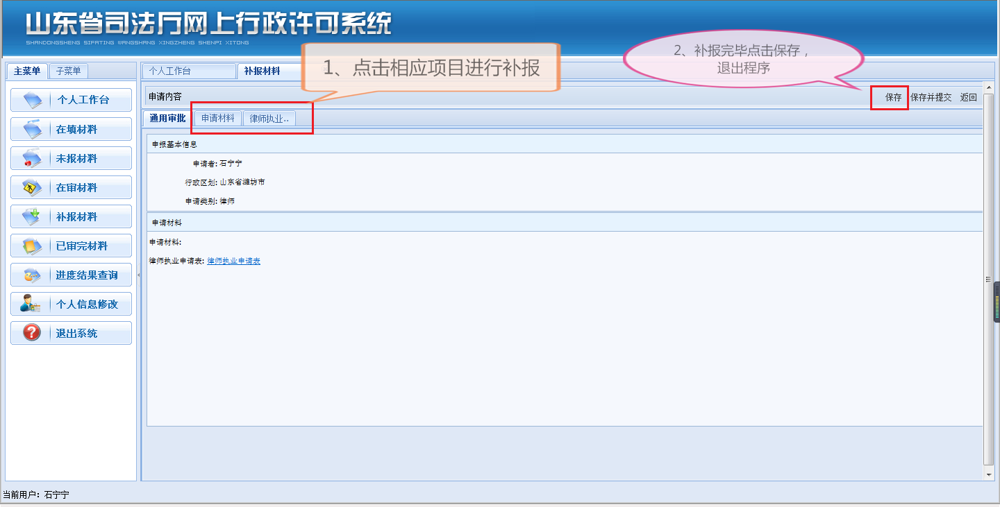 山东省司法厅网上行政许可系统
SHANDONGSHENG SIFATING WANGSHANG XINGZHENG SHENPI XITONG
1、点击相应项目进行补报
2、补报完毕点击保存，
退出程序
主菜单 子菜单
个人工作台 补报材料
个人工作台
在填材料
未报材料
在审材料
补报材料
已审完材料
进度结果查询
个人信息修改
退出系统
申请内容
保存 保存并提交 返回
通用审批 申请材料 律师执业..
申报基本信息
申请者: 石宁宁
行政区划: 山东省潍坊市
申请类别: 律师
申请材料
申请材料:
律师执业申请表: 律师执业申请表
当前用户：石宁宁